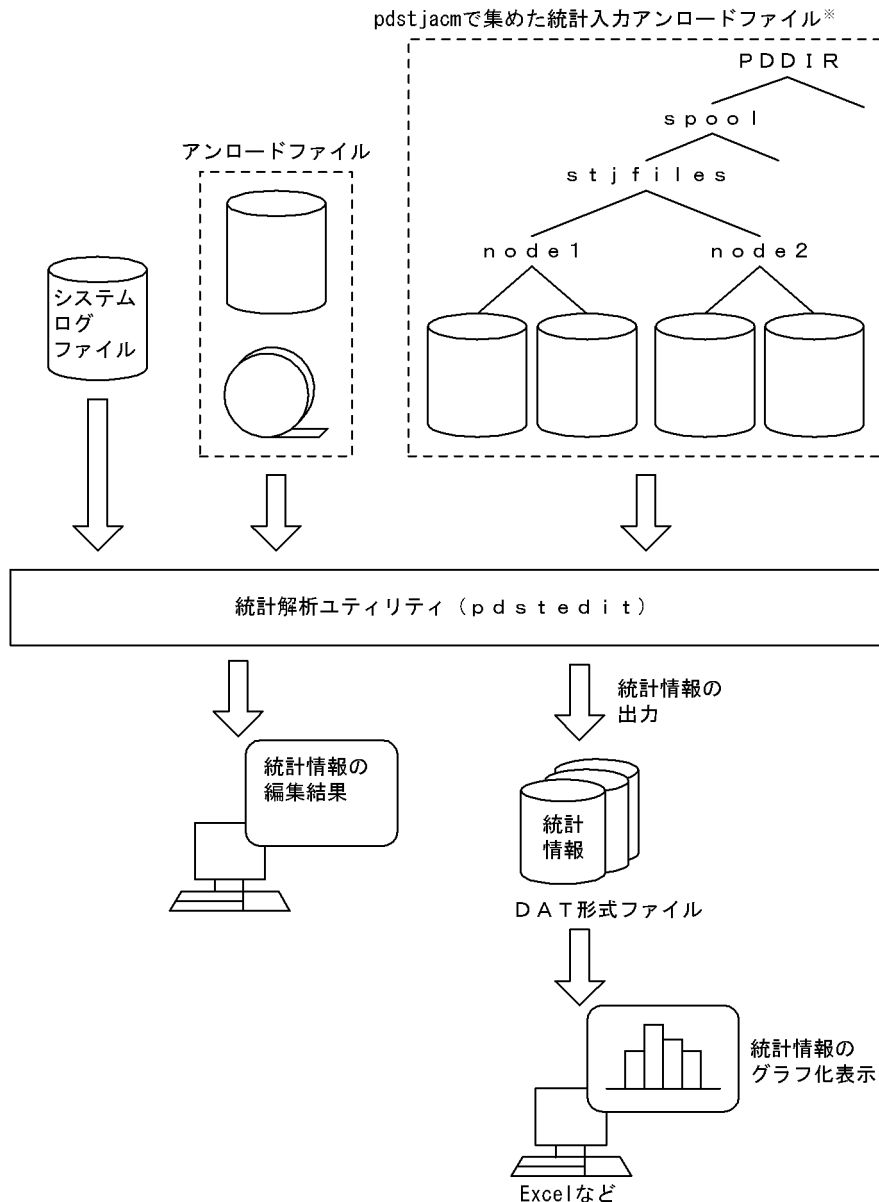 pdstjacmで集めた統計入力アンロードファイル※
ＰＤＤＩＲ
ｓｐｏｏｌ
アンロードファイル
ｓｔｊｆｉｌｅｓ
ｎｏｄｅ１
ｎｏｄｅ２
システム
ログ
ファイル
統計解析ユティリティ（ｐｄｓｔｅｄｉｔ）
統計情報の
出力
統計情報の
編集結果
統計
情報
ＤＡＴ形式ファイル
統計情報の
グラフ化表示
Excelなど